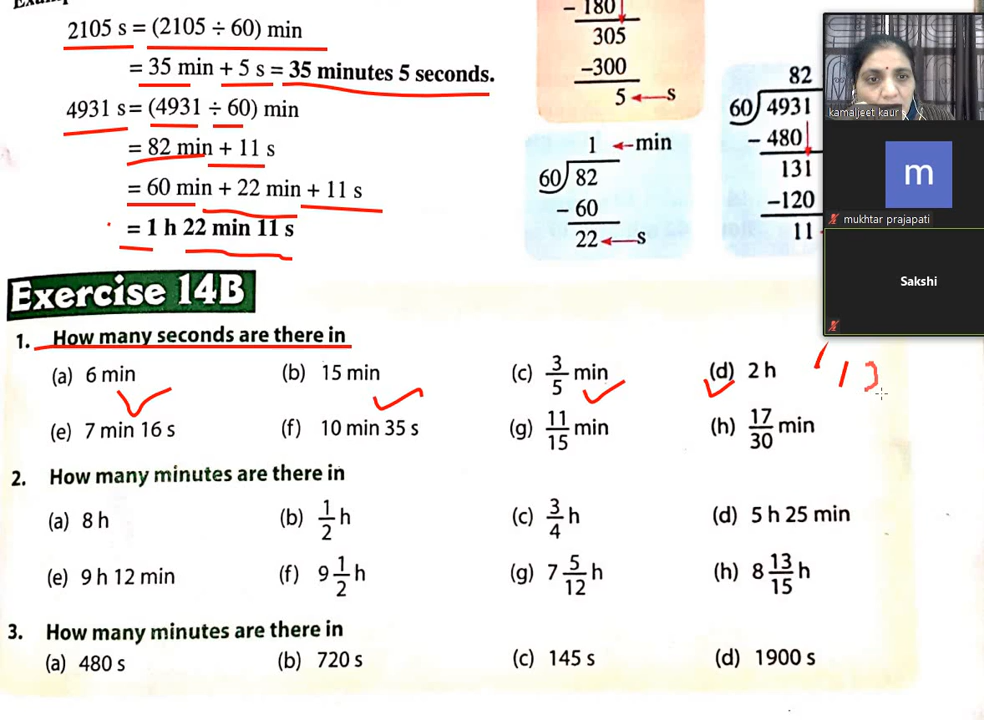 2105 s = (2105 ÷ 60) min
= 35 min + 5 s = 35 minutes 5 seconds.
4931 s = (4931 ÷ 60) min
= 82 min + 11 s
= 60 min + 22 min + 11 s
= 1 h 22 min 11 s
- 180
305
-300
5 ← s
1 ← min
60) 82
- 60
22 ← s
82
60) 4931
- 480
131
-120
11
kamaljeet kaur
m
mukhtar prajapati
Sakshi
Exercise 14B
1. How many seconds are there in
(a) 6 min (b) 15 min (c) 3/5 min (d) 2 h
(e) 7 min 16 s (f) 10 min 35 s (g) 11/15 min (h) 17/30 min
2. How many minutes are there in
(a) 8 h (b) 1/2 h (c) 3/4 h (d) 5 h 25 min
(e) 9 h 12 min (f) 9 1/2 h (g) 7 5/12 h (h) 8 13/15 h
3. How many minutes are there in
(a) 480 s (b) 720 s (c) 145 s (d) 1900 s